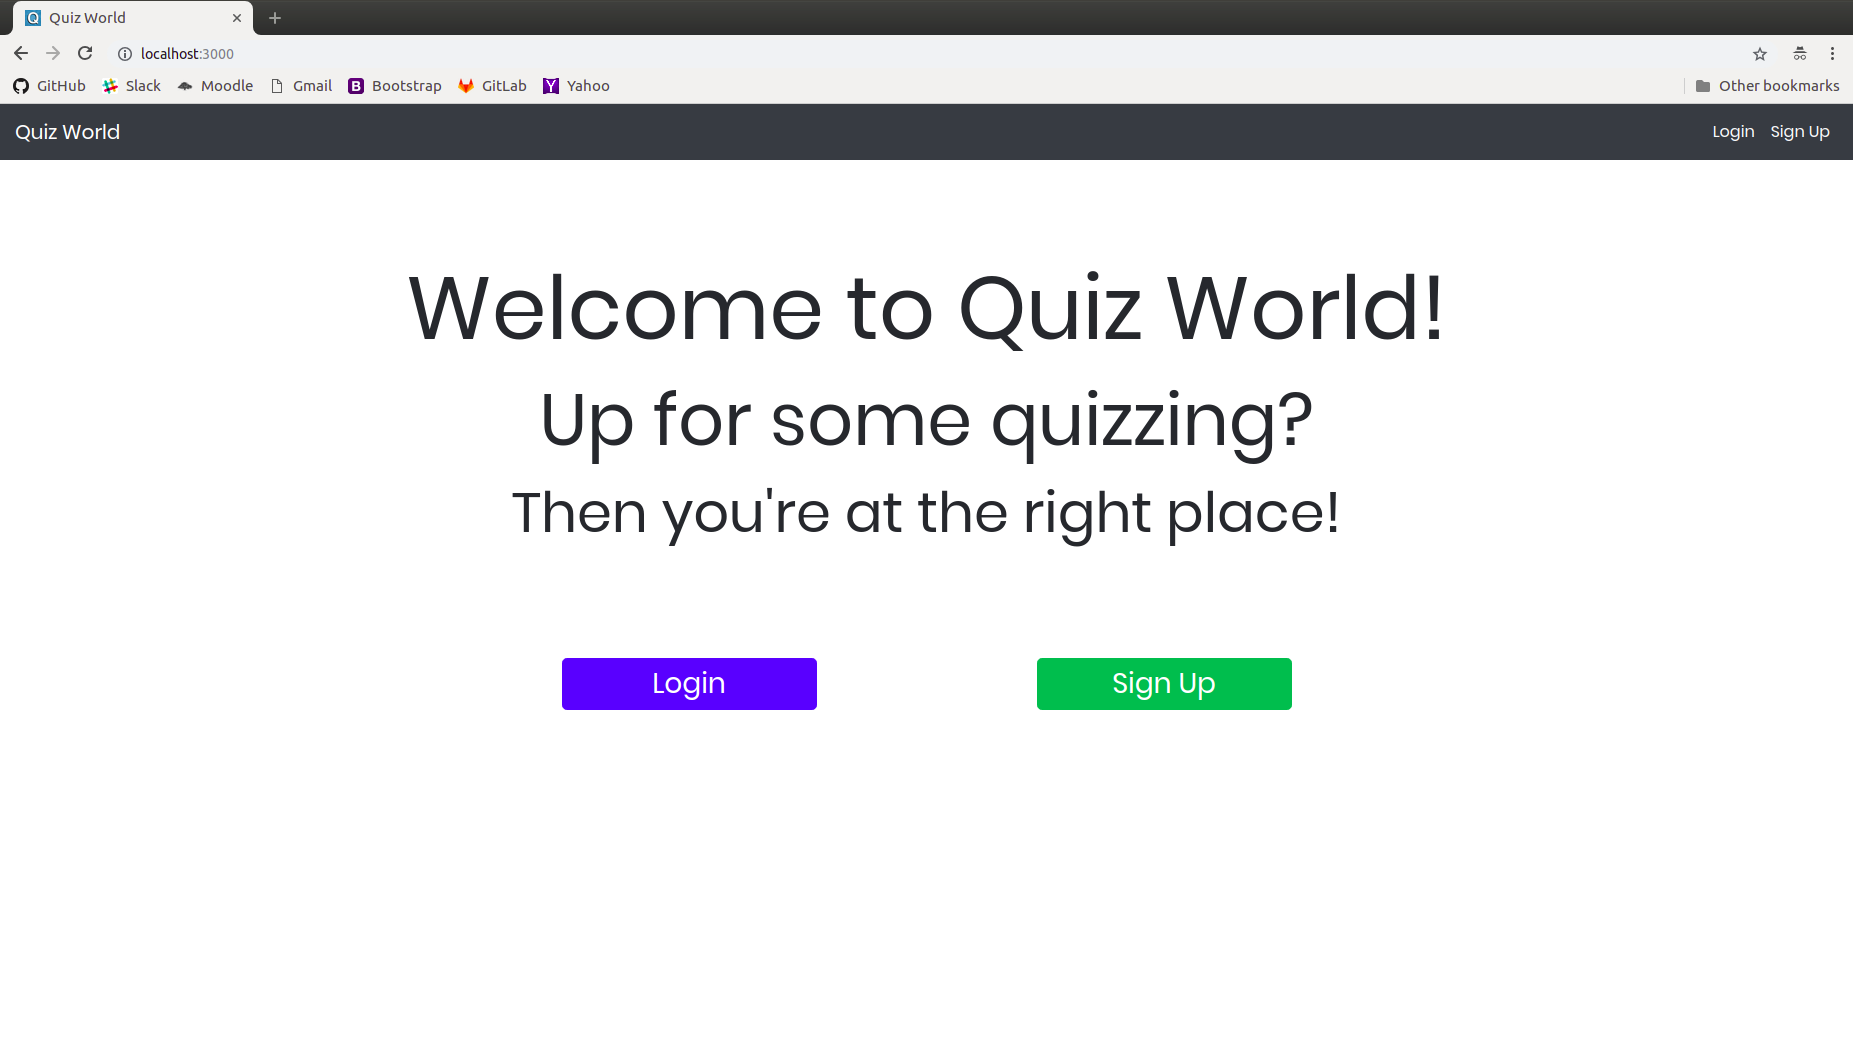 Quiz World
localhost:3000
GitHub Slack Moodle Gmail Bootstrap GitLab Yahoo Other bookmarks
Quiz World Login Sign Up
Welcome to Quiz World!
Up for some quizzing?
Then you're at the right place!
Login Sign Up